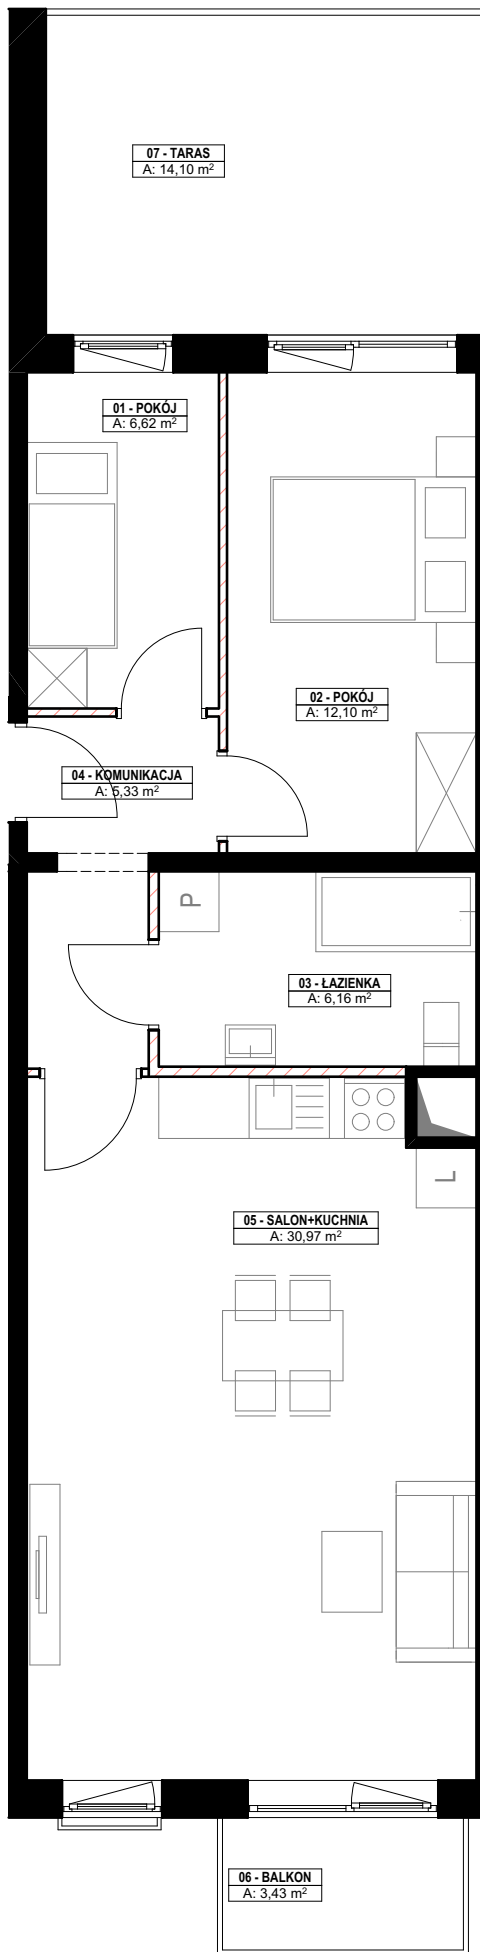 07 - TARAS
A: 14,10 m²
01 - POKÓJ
A: 6,62 m²
02 - POKÓJ
A: 12,10 m²
04 - KOMUNIKACJA
A: 5,33 m²
P
03 - ŁAZIENKA
A: 6,16 m²
L
05 - SALON+KUCHNIA
A: 30,97 m²
06 - BALKON
A: 3,43 m²